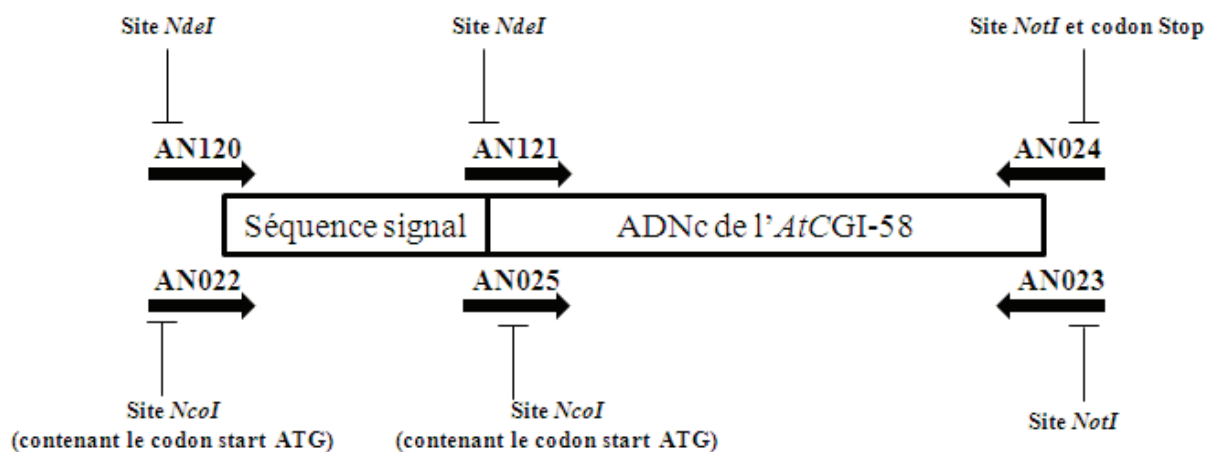 Site NdeI
Site NdeI
Site NotI et codon Stop
AN120
AN121
AN024
Séquence signal
ADNc de l'AtCGI-58
AN022
AN025
AN023
Site NcoI
(contenant le codon start ATG)
Site NcoI
(contenant le codon start ATG)
Site NotI